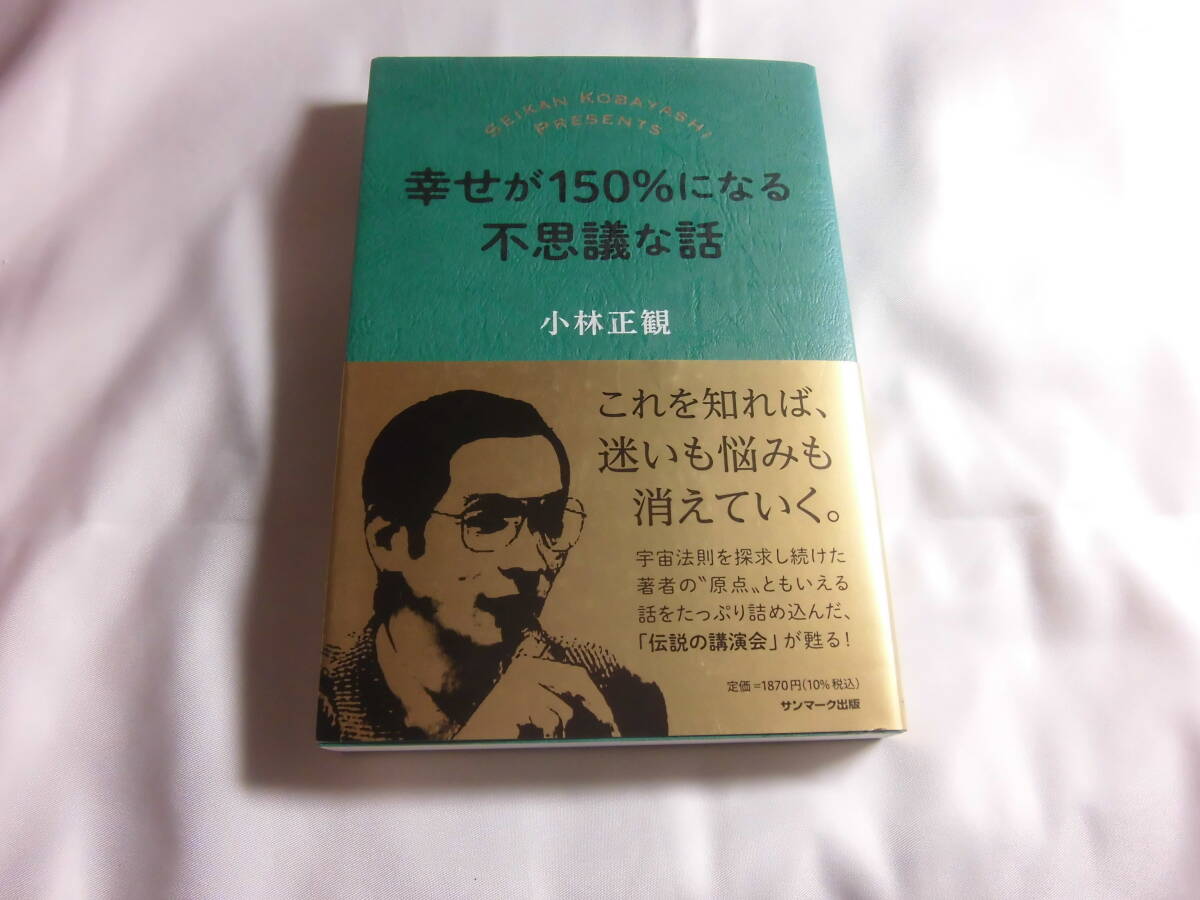 SEIKAN KOBAYASHI
PRESENTS
幸せが150%になる
不思議な話
小林正観
これを知れば、
迷いも悩みも
消えていく。
宇宙法則を探求し続けた
著者の〝原点〟ともいえる
話をたっぷり詰め込んだ、
「伝説の講演会」が甦る!
定価=1870円(10%税込)
サンマーク出版